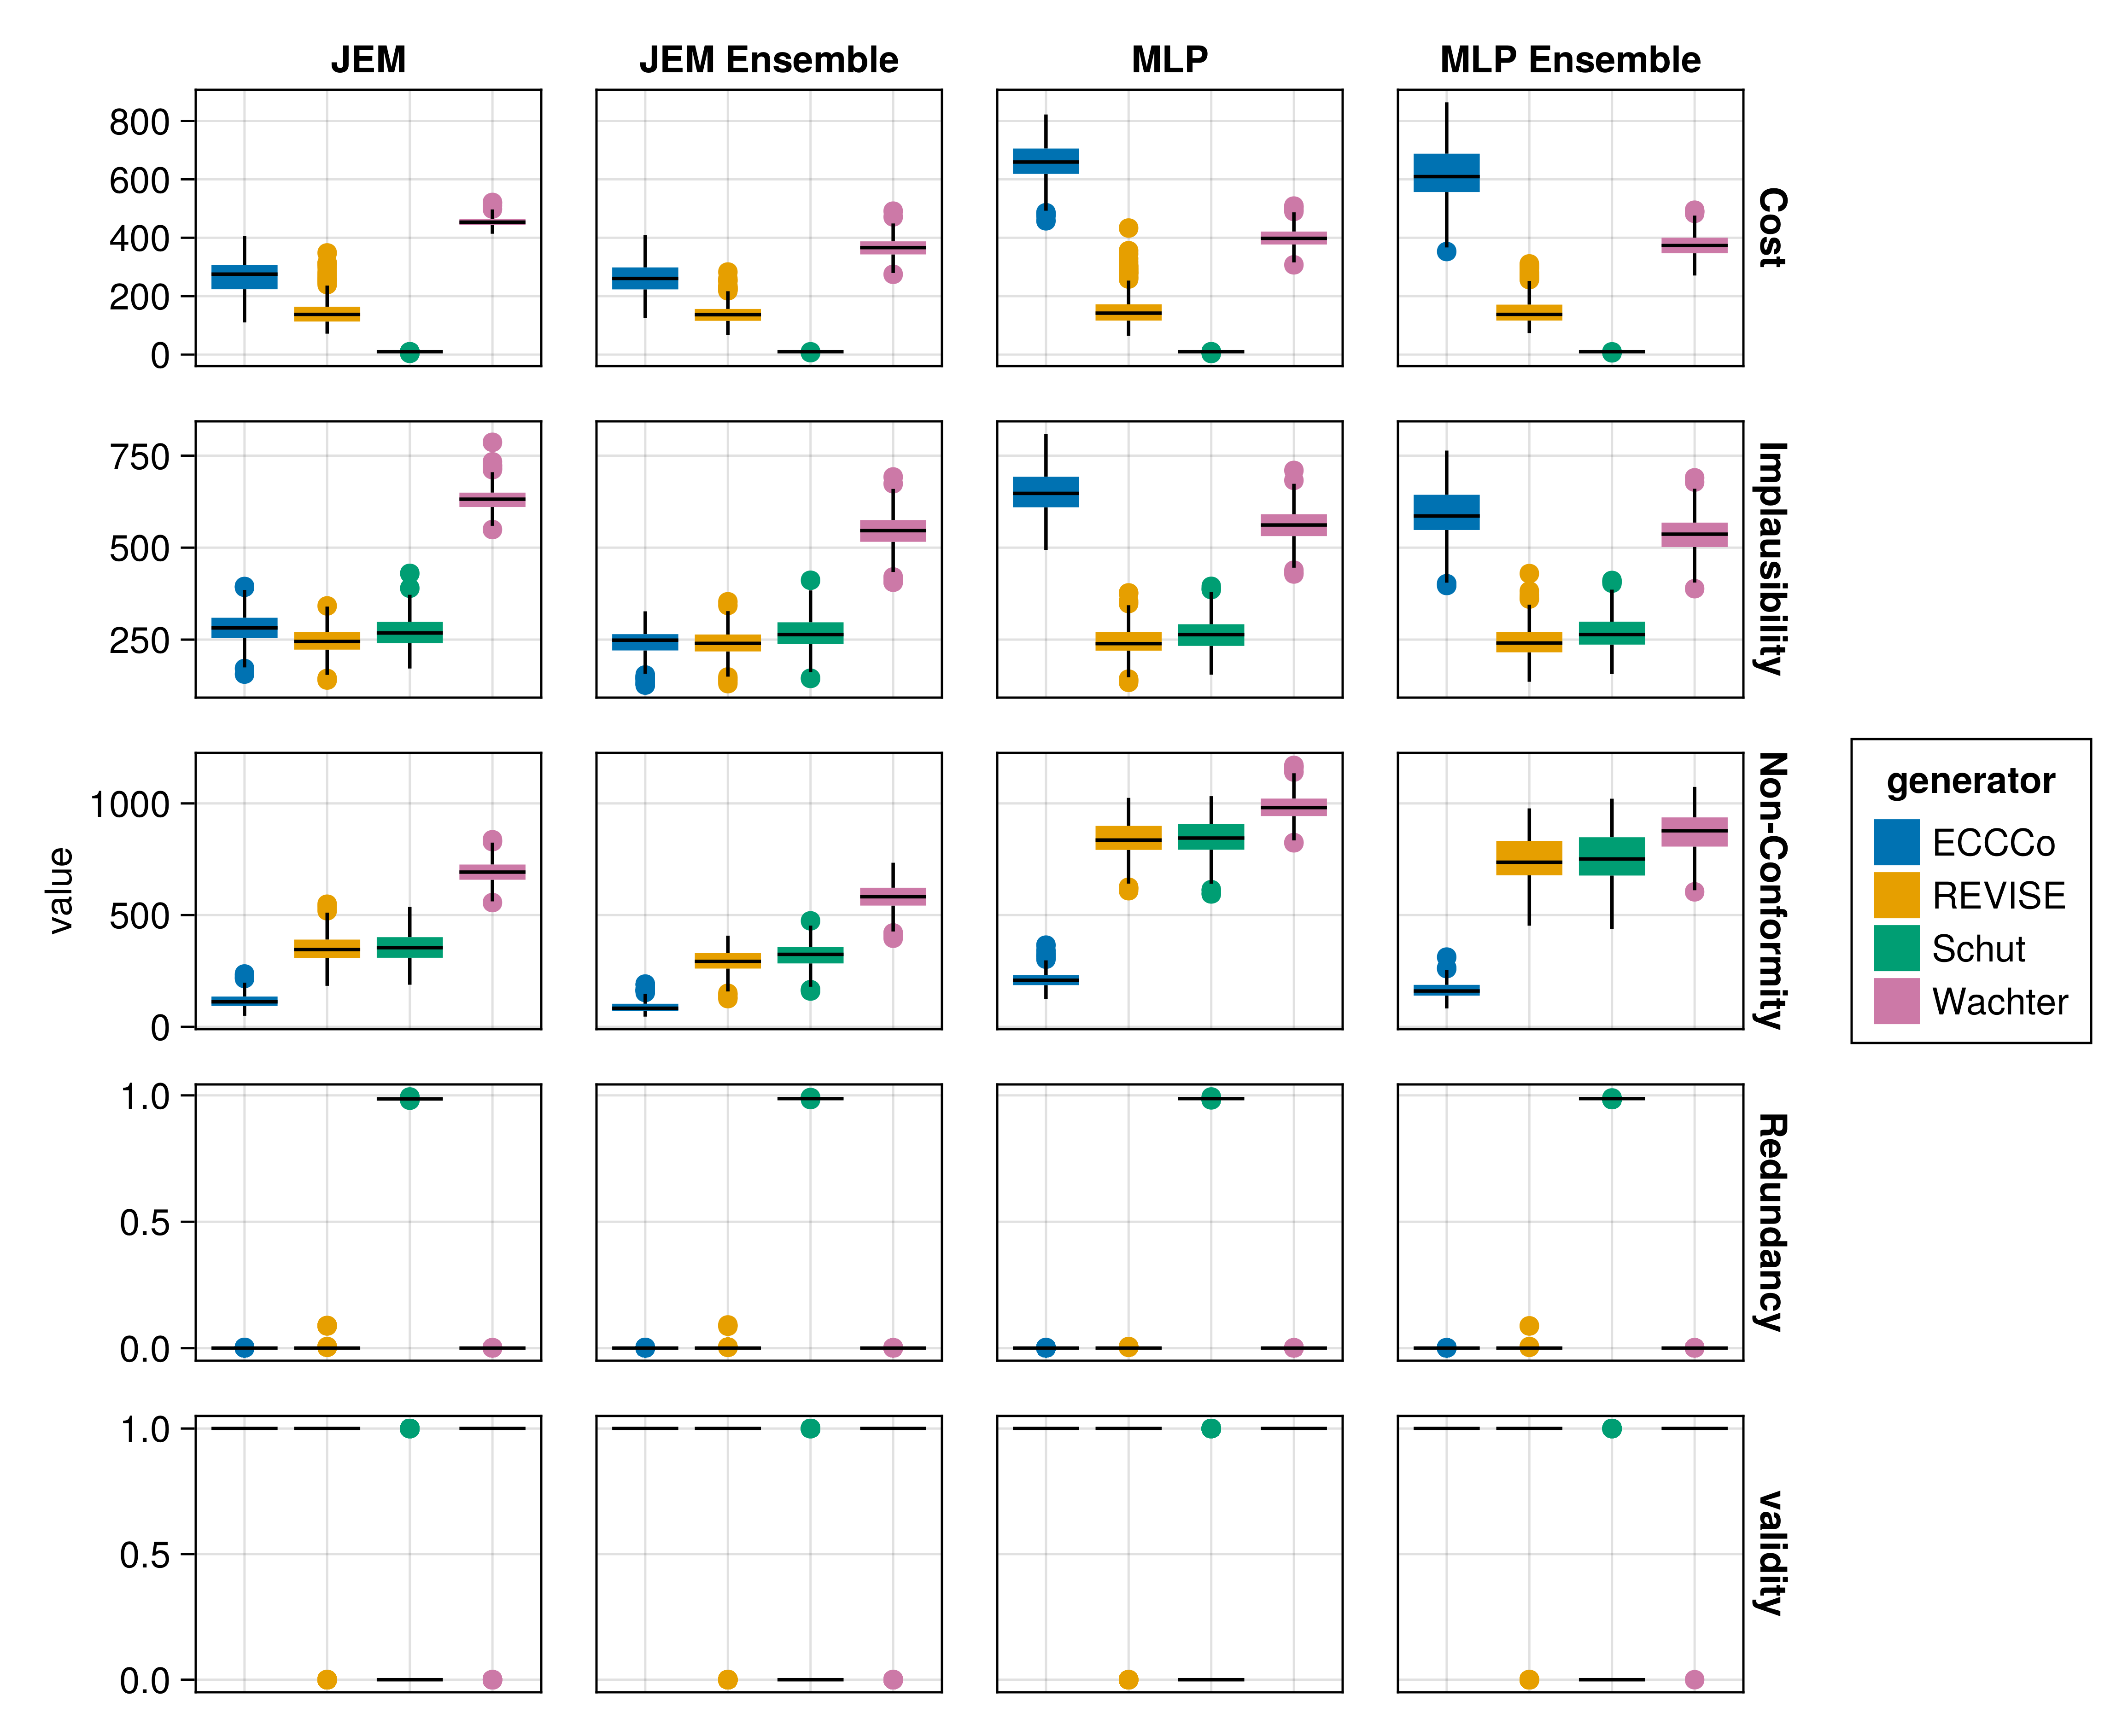 JEM JEM Ensemble MLP MLP Ensemble
800
600
400
200
0
Cost
750
500
250
Implausibility
1000
500
0
Non-Conformity
value
1.0
0.5
0.0
Redundancy
1.0
0.5
0.0
validity
generator
ECCCo
REVISE
Schut
Wachter